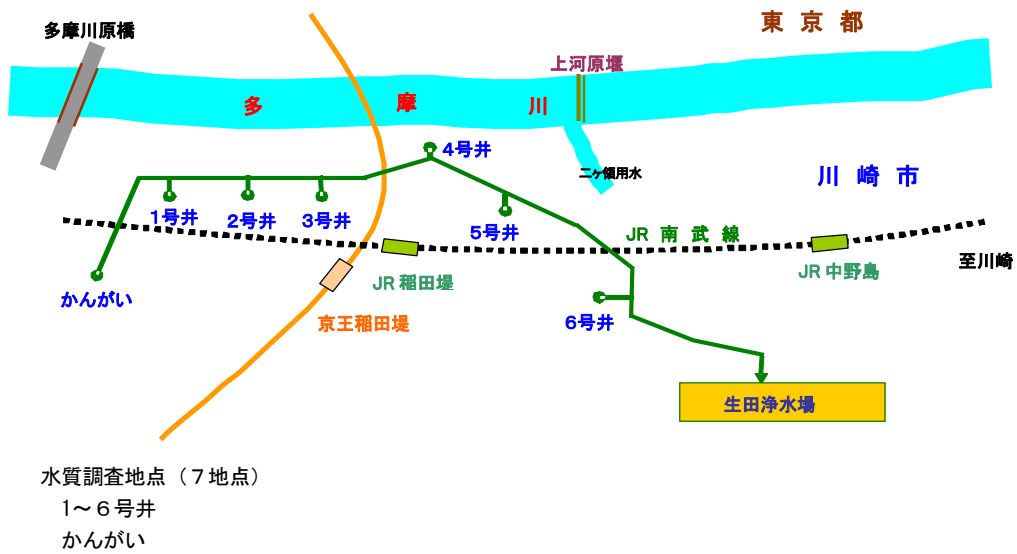 東 京 都
多摩川原橋
上河原堰
多 摩 川
4号井
二ヶ領用水
川 崎 市
1号井
2号井
3号井
5号井
JR 南 武 線
至川崎
JR 稲田堤
JR 中野島
かんがい
京王稲田堤
6号井
生田浄水場
水質調査地点（７地点）
1～６号井
かんがい